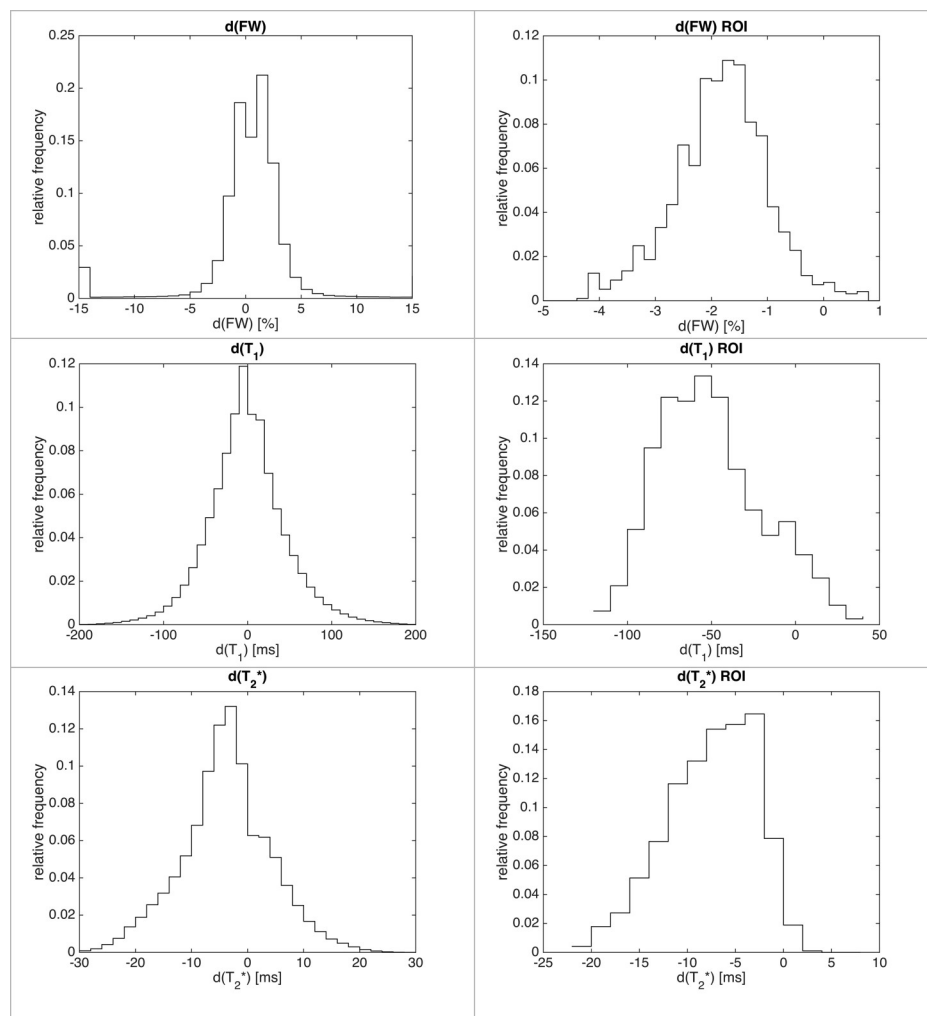 d(FW)
0.25
0.2
0.15
0.1
0.05
0
relative frequency
-15 -10 -5 0 5 10 15
d(FW) [%]
d(FW) ROI
0.12
0.1
0.08
0.06
0.04
0.02
0
relative frequency
-5 -4 -3 -2 -1 0 1
d(FW) [%]
d(T₁)
0.12
0.1
0.08
0.06
0.04
0.02
0
relative frequency
-200 -100 0 100 200
d(T₁) [ms]
d(T₁) ROI
0.14
0.12
0.1
0.08
0.06
0.04
0.02
0
relative frequency
-150 -100 -50 0 50
d(T₁) [ms]
d(T₂*)
0.14
0.12
0.1
0.08
0.06
0.04
0.02
0
relative frequency
-30 -20 -10 0 10 20 30
d(T₂*) [ms]
d(T₂*) ROI
0.18
0.16
0.14
0.12
0.1
0.08
0.06
0.04
0.02
0
relative frequency
-25 -20 -15 -10 -5 0 5 10
d(T₂*) [ms]